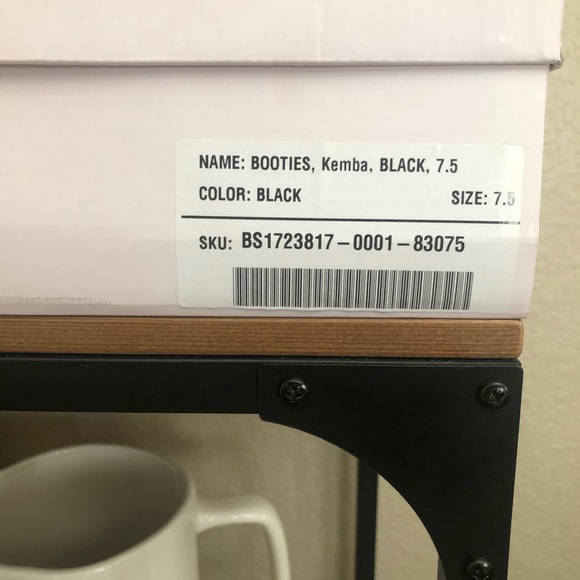 NAME: BOOTIES, Kemba, BLACK, 7.5
COLOR: BLACK SIZE: 7.5
SKU: BS1723817-0001-83075